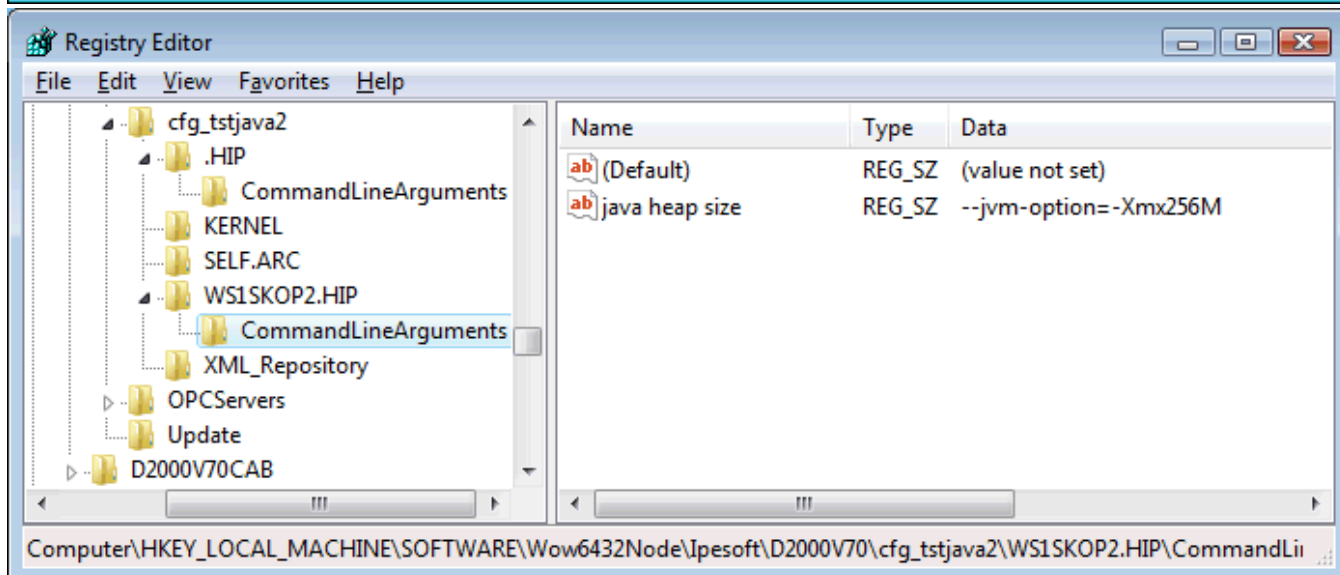 Registry Editor
File Edit View Favorites Help
cfg_tstjava2
.HIP
CommandLineArguments
KERNEL
SELF.ARC
WS1SKOP2.HIP
CommandLineArguments
XML_Repository
OPCServers
Update
D2000V70CAB
Name Type Data
ab (Default) REG_SZ (value not set)
ab java heap size REG_SZ --jvm-option=-Xmx256M
Computer\HKEY_LOCAL_MACHINE\SOFTWARE\Wow6432Node\Ipesoft\D2000V70\cfg_tstjava2\WS1SKOP2.HIP\CommandLi